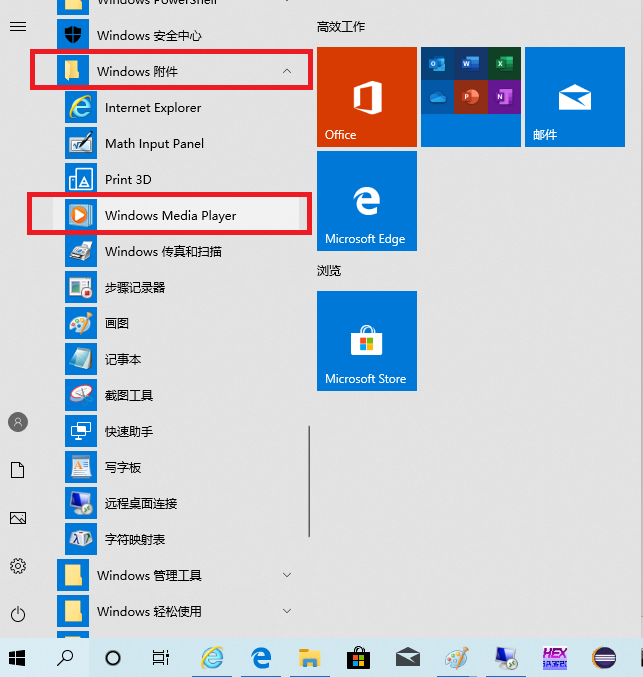 Windows PowerShell
Windows 安全中心
Windows 附件
Internet Explorer
Math Input Panel
Print 3D
Windows Media Player
Windows 传真和扫描
步骤记录器
画图
记事本
截图工具
快速助手
写字板
远程桌面连接
字符映射表
Windows 管理工具
Windows 轻松使用
高效工作
Office
邮件
Microsoft Edge
浏览
Microsoft Store
HEX